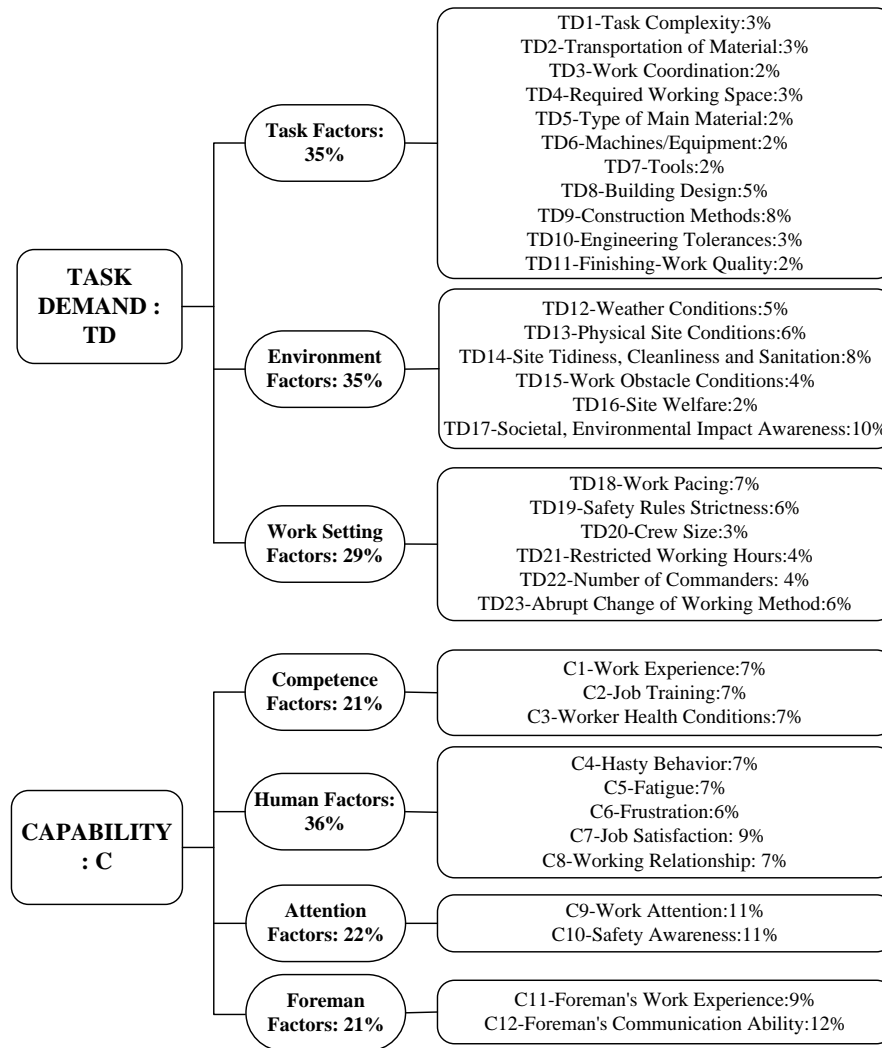 TASK
DEMAND :
TD
Task Factors:
35%
TD1-Task Complexity:3%
TD2-Transportation of Material:3%
TD3-Work Coordination:2%
TD4-Required Working Space:3%
TD5-Type of Main Material:2%
TD6-Machines/Equipment:2%
TD7-Tools:2%
TD8-Building Design:5%
TD9-Construction Methods:8%
TD10-Engineering Tolerances:3%
TD11-Finishing-Work Quality:2%
Environment
Factors: 35%
TD12-Weather Conditions:5%
TD13-Physical Site Conditions:6%
TD14-Site Tidiness, Cleanliness and Sanitation:8%
TD15-Work Obstacle Conditions:4%
TD16-Site Welfare:2%
TD17-Societal, Environmental Impact Awareness:10%
Work Setting
Factors: 29%
TD18-Work Pacing:7%
TD19-Safety Rules Strictness:6%
TD20-Crew Size:3%
TD21-Restricted Working Hours:4%
TD22-Number of Commanders: 4%
TD23-Abrupt Change of Working Method:6%
CAPABILITY
: C
Competence
Factors: 21%
C1-Work Experience:7%
C2-Job Training:7%
C3-Worker Health Conditions:7%
Human Factors:
36%
C4-Hasty Behavior:7%
C5-Fatigue:7%
C6-Frustration:6%
C7-Job Satisfaction: 9%
C8-Working Relationship: 7%
Attention
Factors: 22%
C9-Work Attention:11%
C10-Safety Awareness:11%
Foreman
Factors: 21%
C11-Foreman's Work Experience:9%
C12-Foreman's Communication Ability:12%